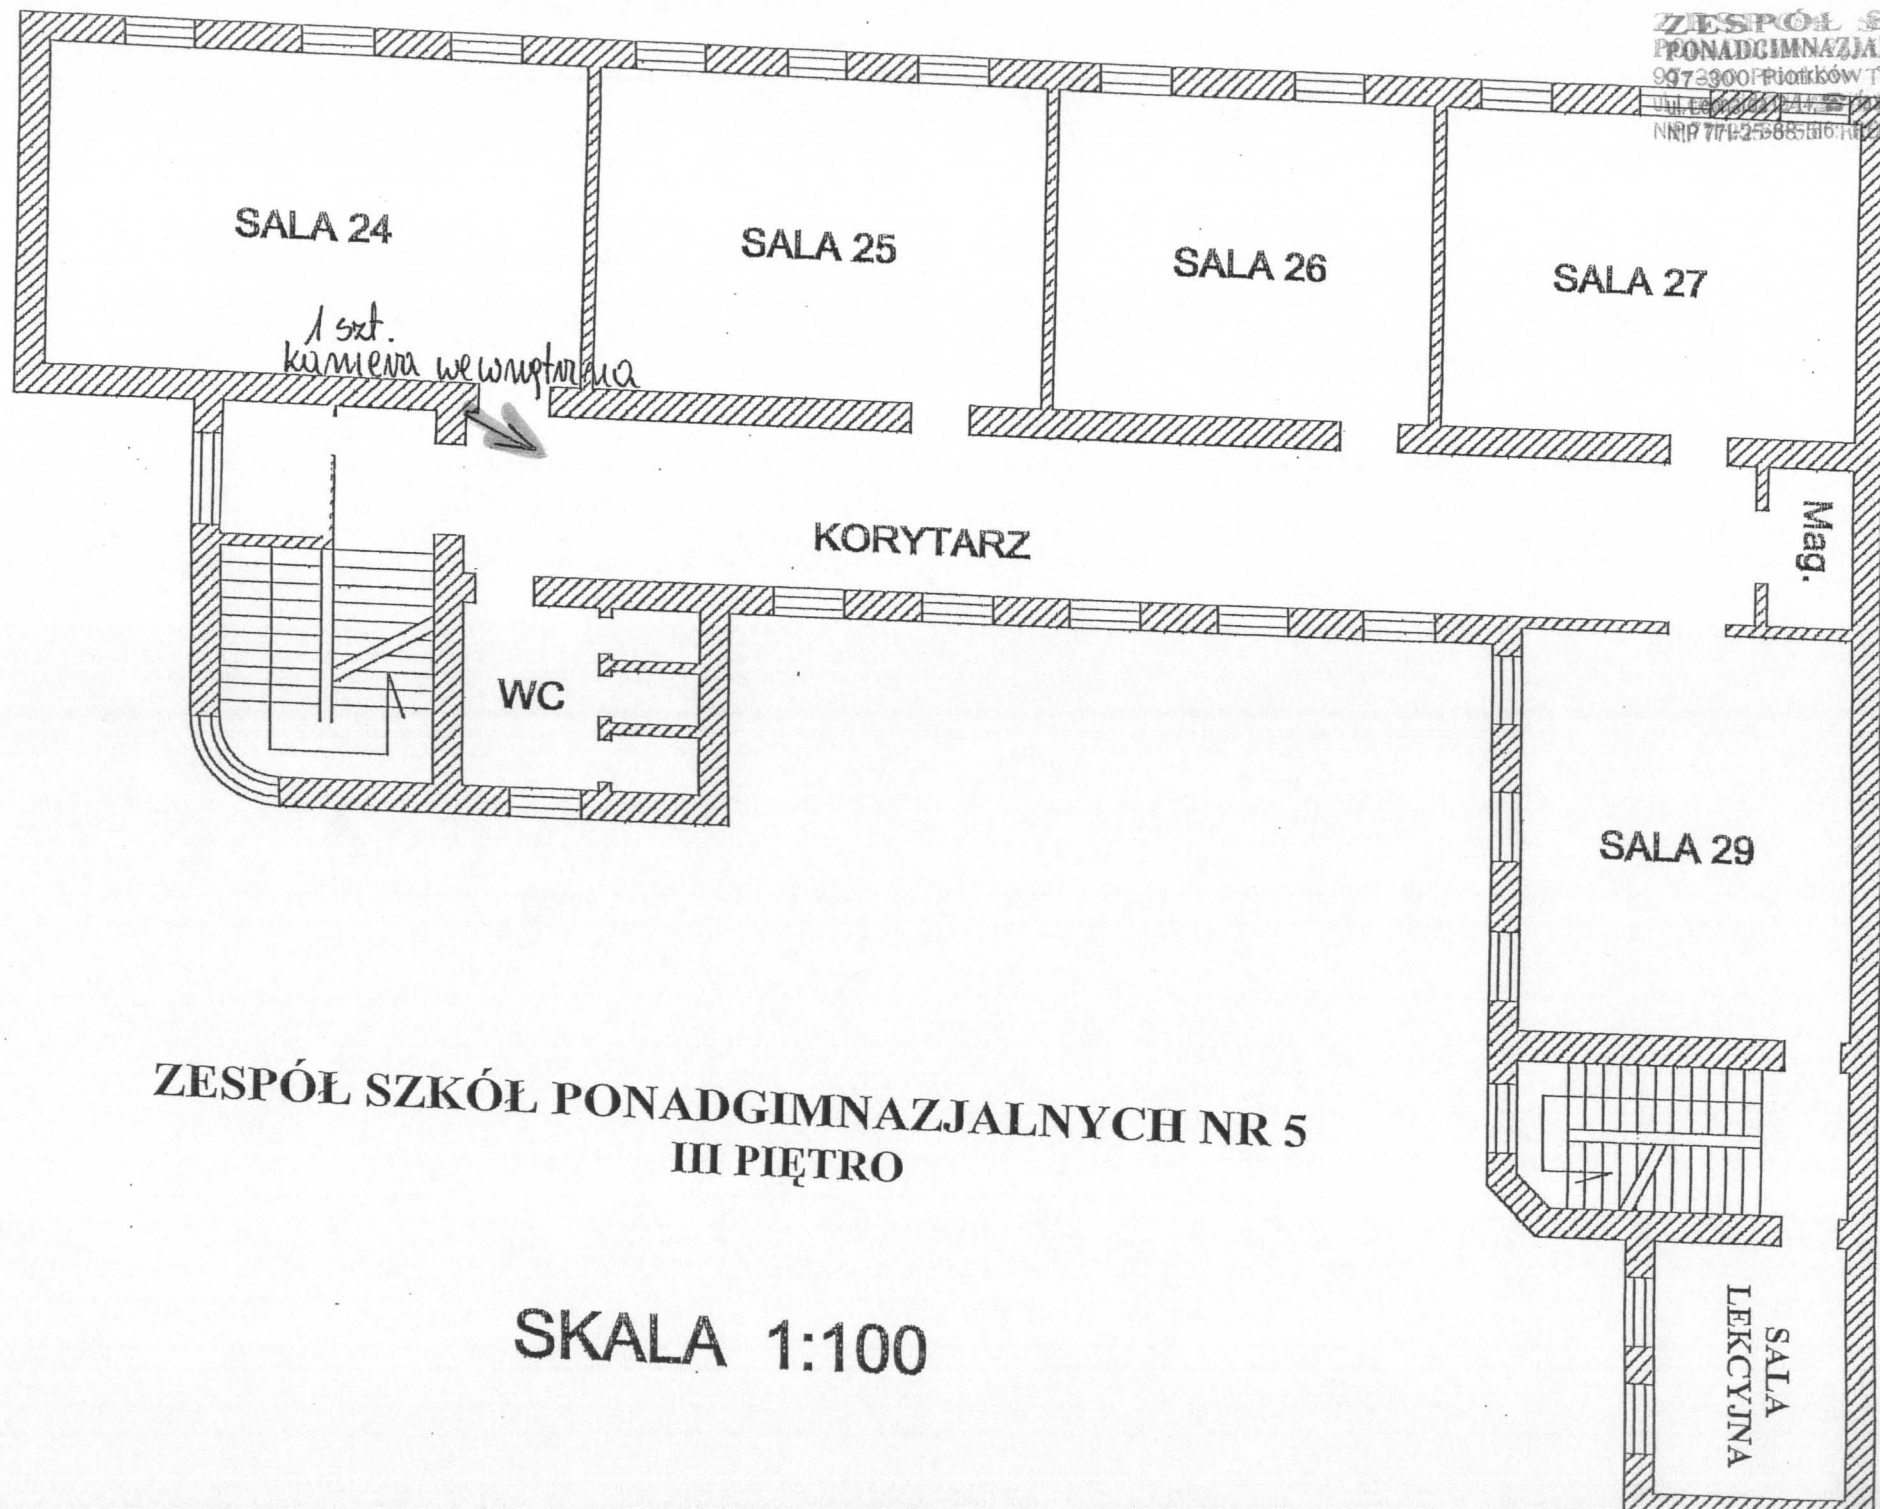 ZESPÓŁ
PONADGIMNAZJA
97-300 Piotrków T
SALA 24
SALA 25
SALA 26
SALA 27
1 szt.
kamera wewnętrzna
KORYTARZ
Mag.
WC
SALA 29
ZESPÓŁ SZKÓŁ PONADGIMNAZJALNYCH NR 5
III PIĘTRO
SKALA 1:100
SALA
LEKCYJNA